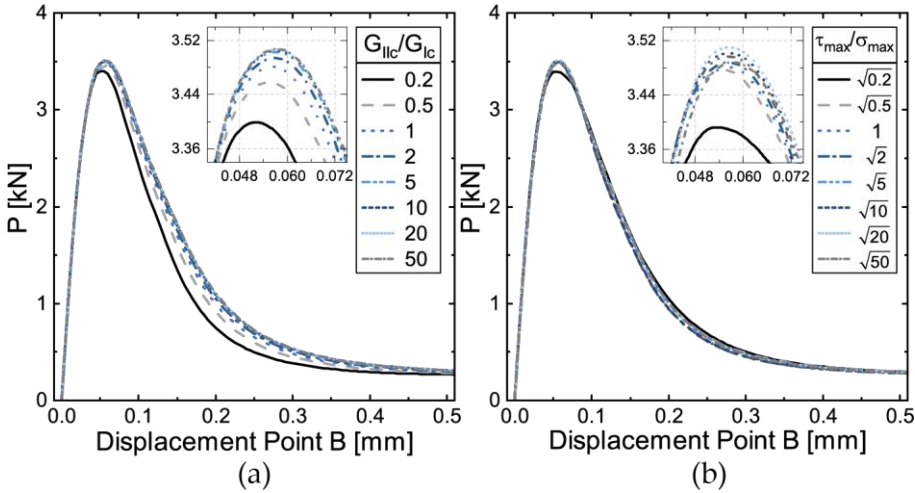 G_IIc/G_Ic
0.2
0.5
1
2
5
10
20
50
3.52
3.44
3.36
0.048 0.060 0.072
P [kN]
4
3
2
1
0
0.0 0.1 0.2 0.3 0.4 0.5
Displacement Point B [mm]
(a)
τmax/σmax
√0.2
√0.5
1
√2
√5
√10
√20
√50
3.52
3.44
3.36
0.048 0.060 0.072
P [kN]
4
3
2
1
0
0.0 0.1 0.2 0.3 0.4 0.5
Displacement Point B [mm]
(b)